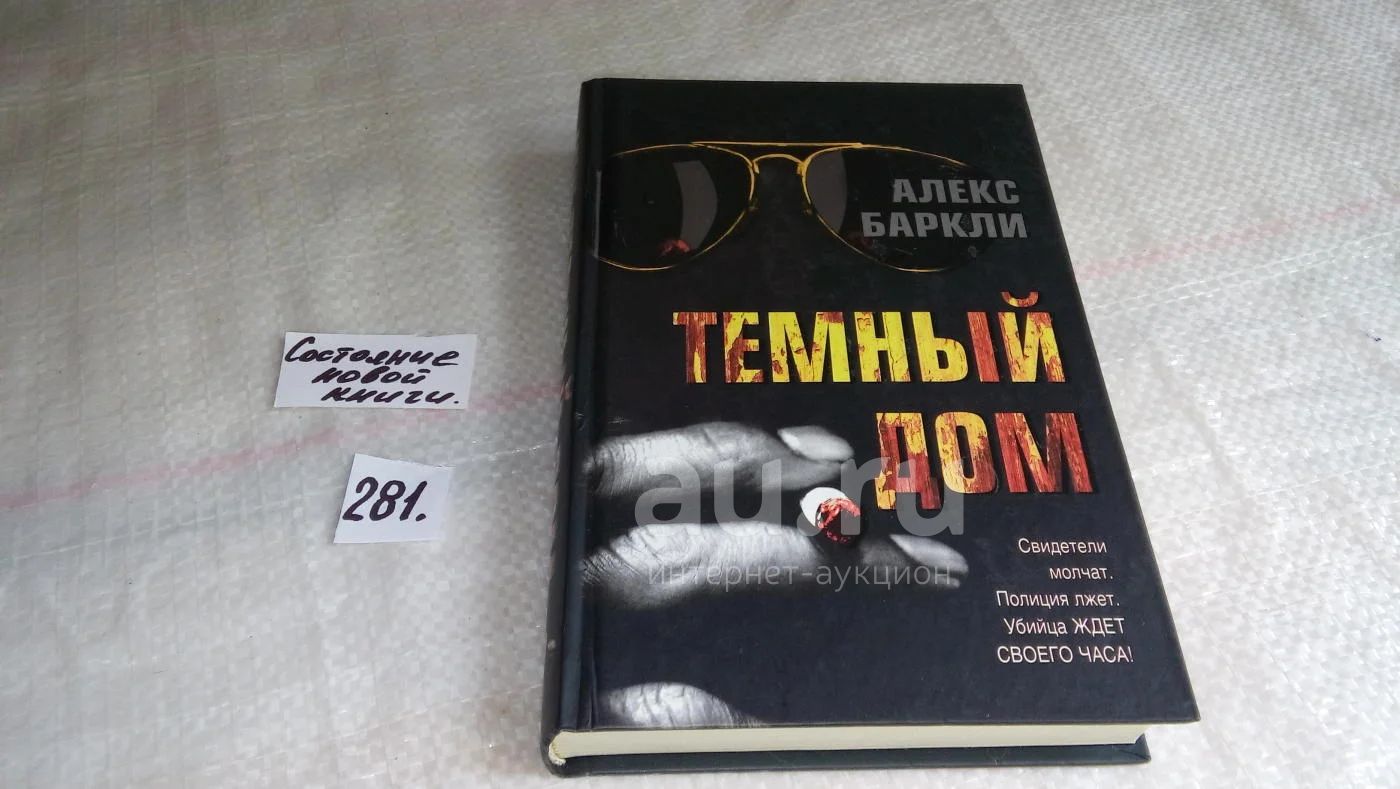 АЛЕКС
БАРКЛИ
ТЕМНЫЙ
ДОМ
Свидетели
молчат.
Полиция лжет.
Убийца ЖДЕТ
СВОЕГО ЧАСА!
Состояние
новой
книги.
281.
au.ru
интернет-аукцион